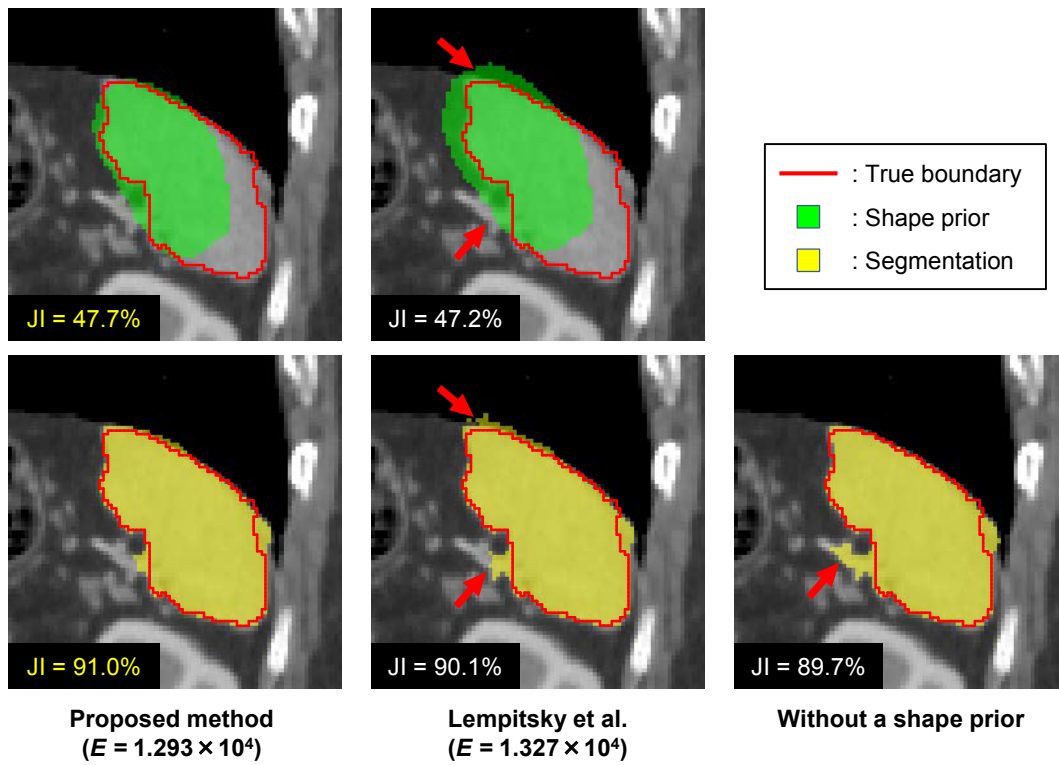 : True boundary
: Shape prior
: Segmentation
JI = 47.7%
JI = 47.2%
JI = 91.0%
JI = 90.1%
JI = 89.7%
Proposed method
(E = 1.293 × 10⁴)
Lempitsky et al.
(E = 1.327 × 10⁴)
Without a shape prior